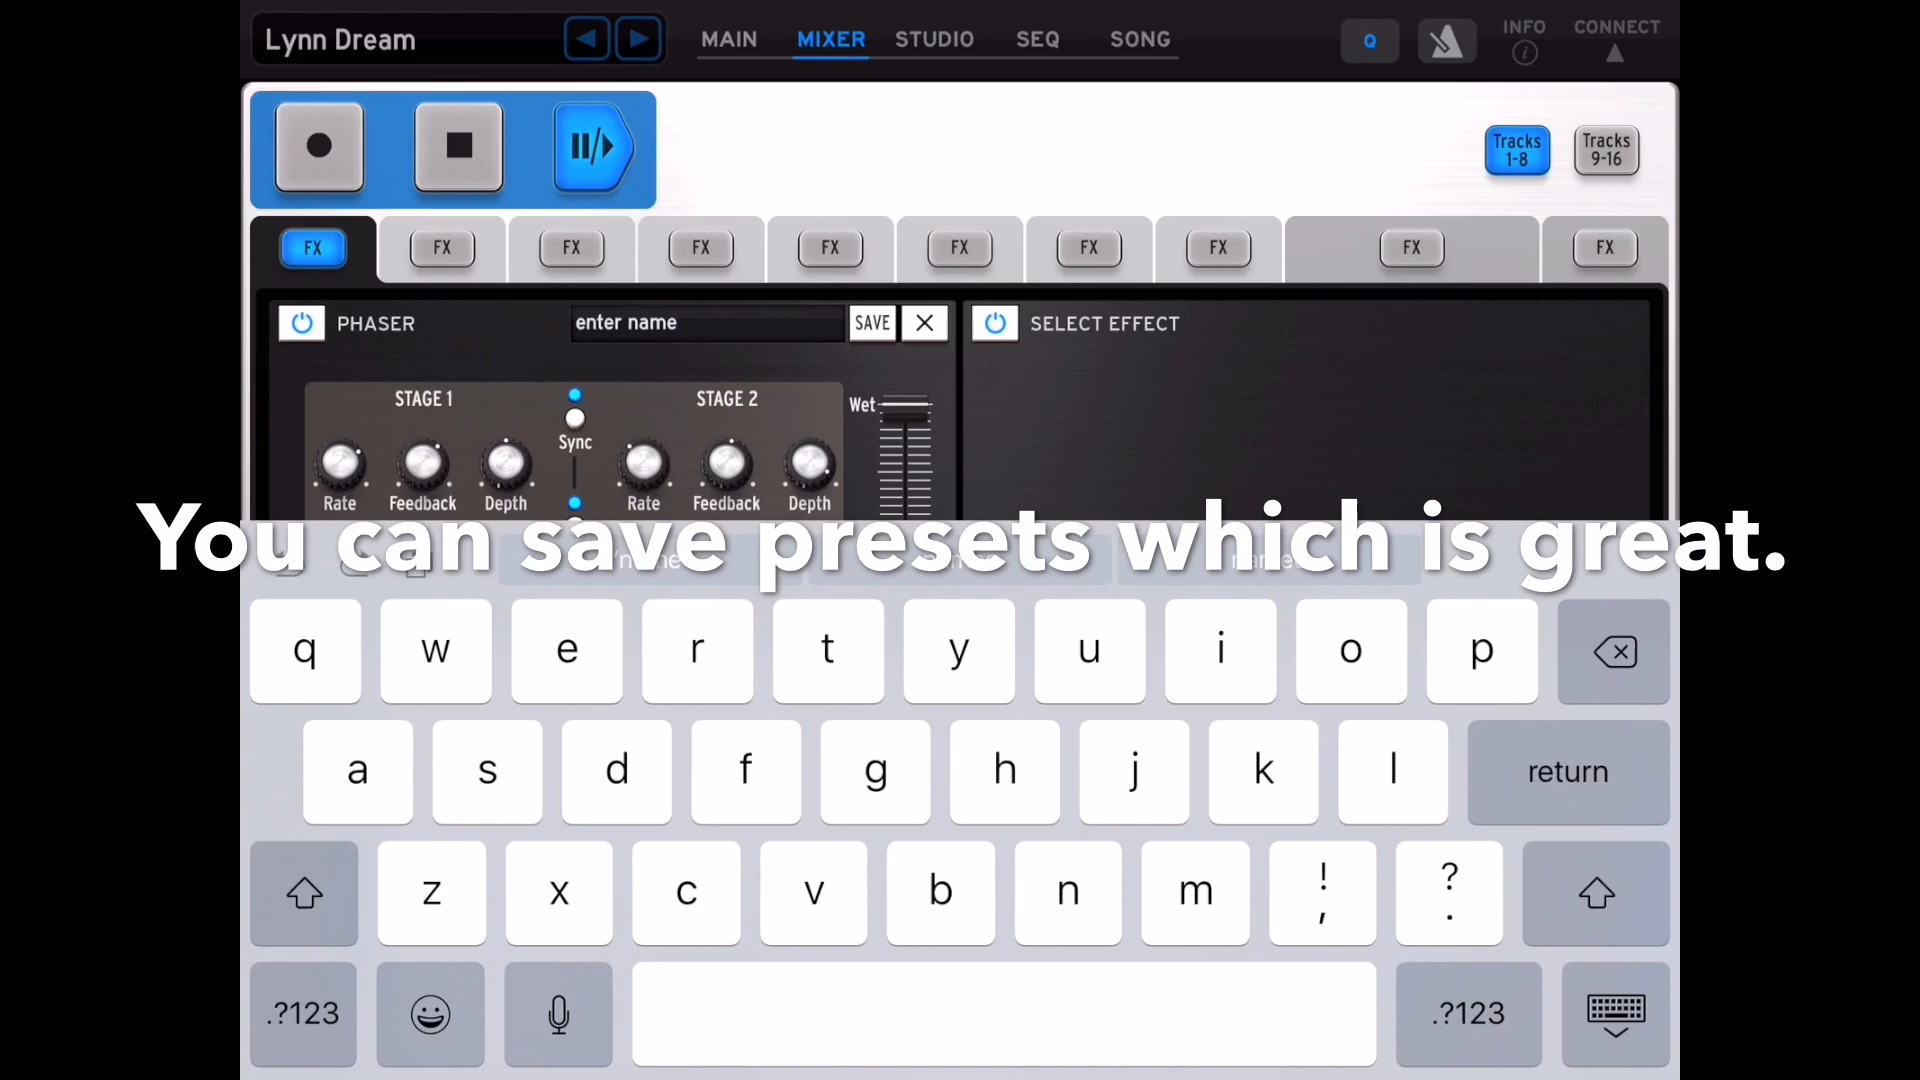 Lynn Dream
MAIN MIXER STUDIO SEQ SONG
Q
INFO
CONNECT
Tracks
1-8
Tracks
9-16
FX FX FX FX FX FX FX FX FX FX
PHASER
enter name
SAVE
SELECT EFFECT
STAGE 1
STAGE 2
Wet
Sync
Rate Feedback Depth
Rate Feedback Depth
You can save presets which is great.
q w e r t y u i o p
a s d f g h j k l return
z x c v b n m ! , ? .
.?123
.?123